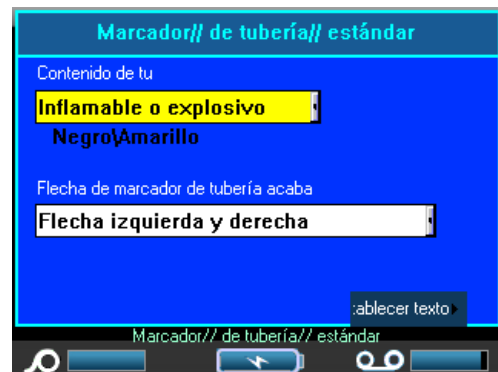 Marcador// de tubería// estándar
Contenido de tu
Inflamable o explosivo
Negro\Amarillo
Flecha de marcador de tubería acaba
Flecha izquierda y derecha
:ablecer texto
Marcador// de tubería// estándar